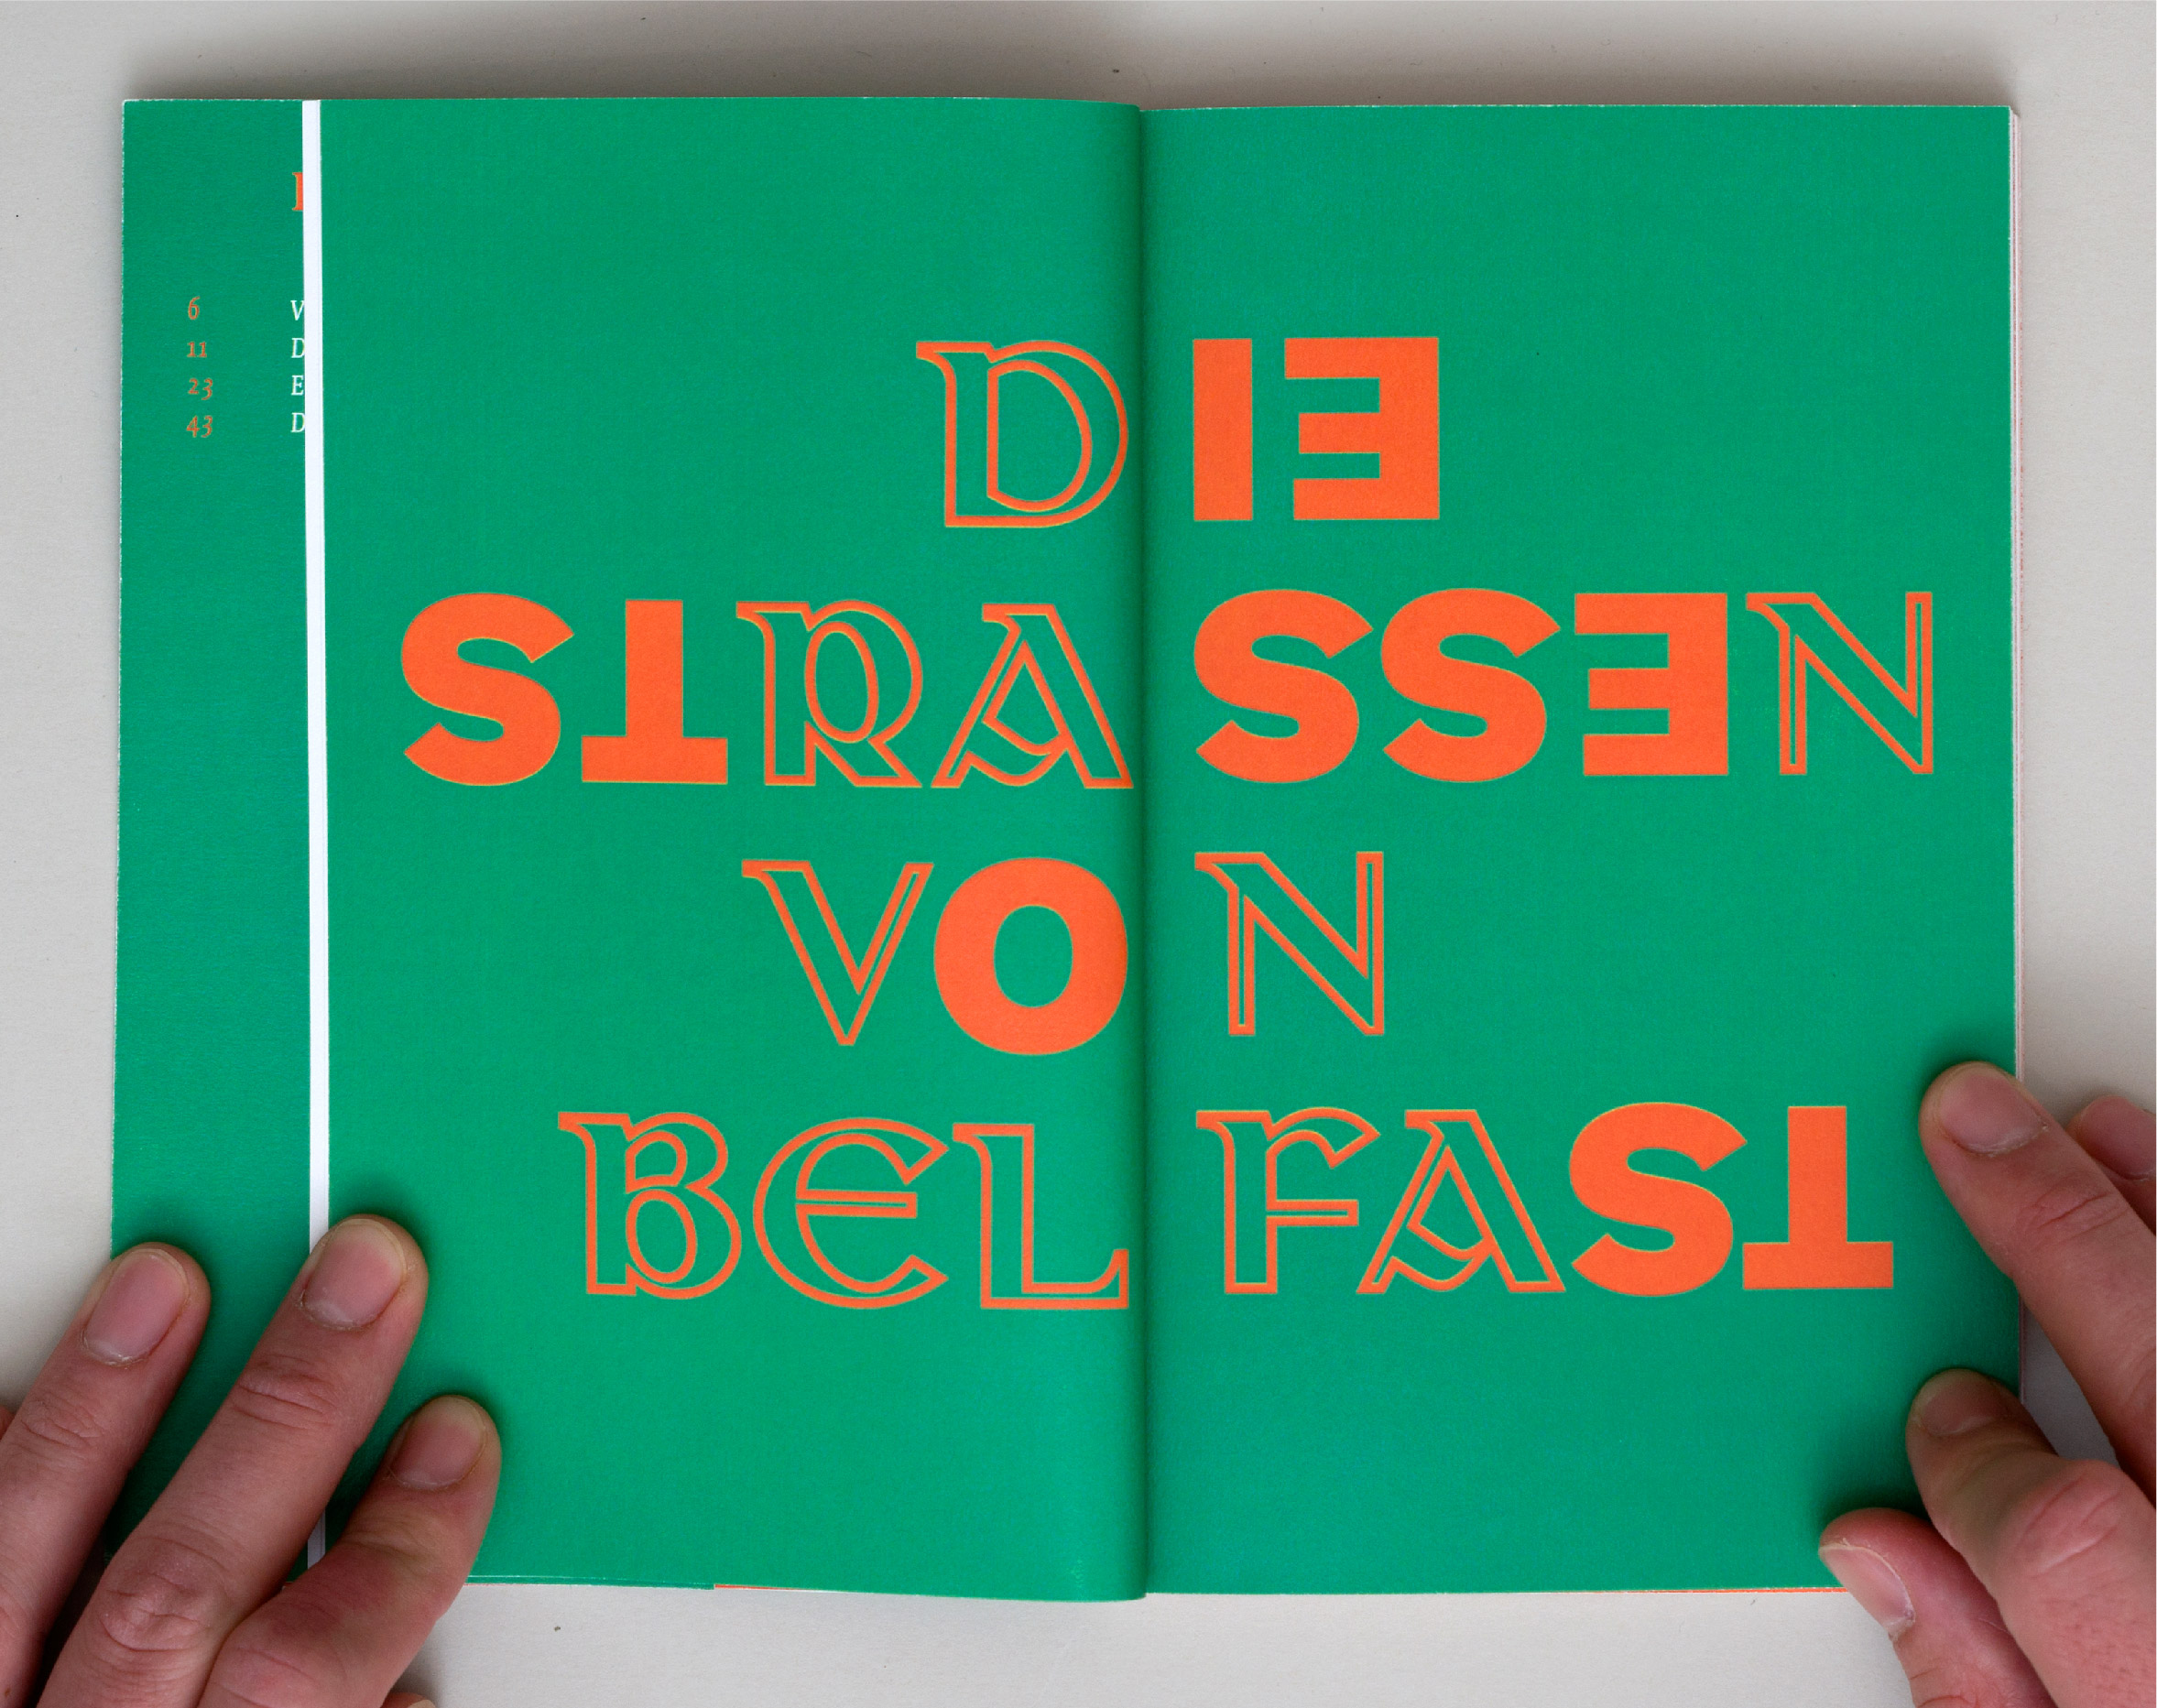 6 V
11 D
23 E
43 D
DIE
STRASSEN
VON
BELFAST